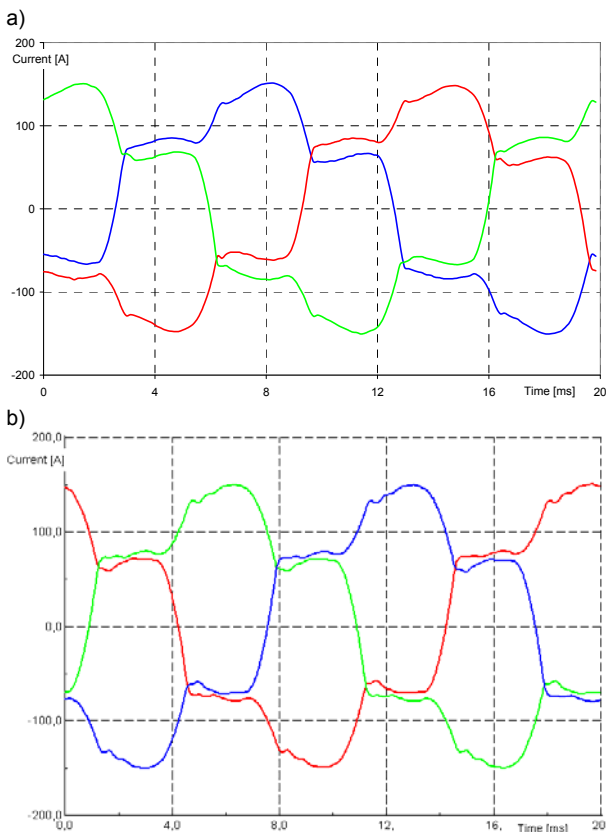 a)
Current [A]
200
100
0
-100
-200
0 4 8 12 16 20
Time [ms]
b)
200,0
Current [A]
100,0
0,0
-100,0
-200,0
0,0 4,0 8,0 12, 16, 20
Time [ms]